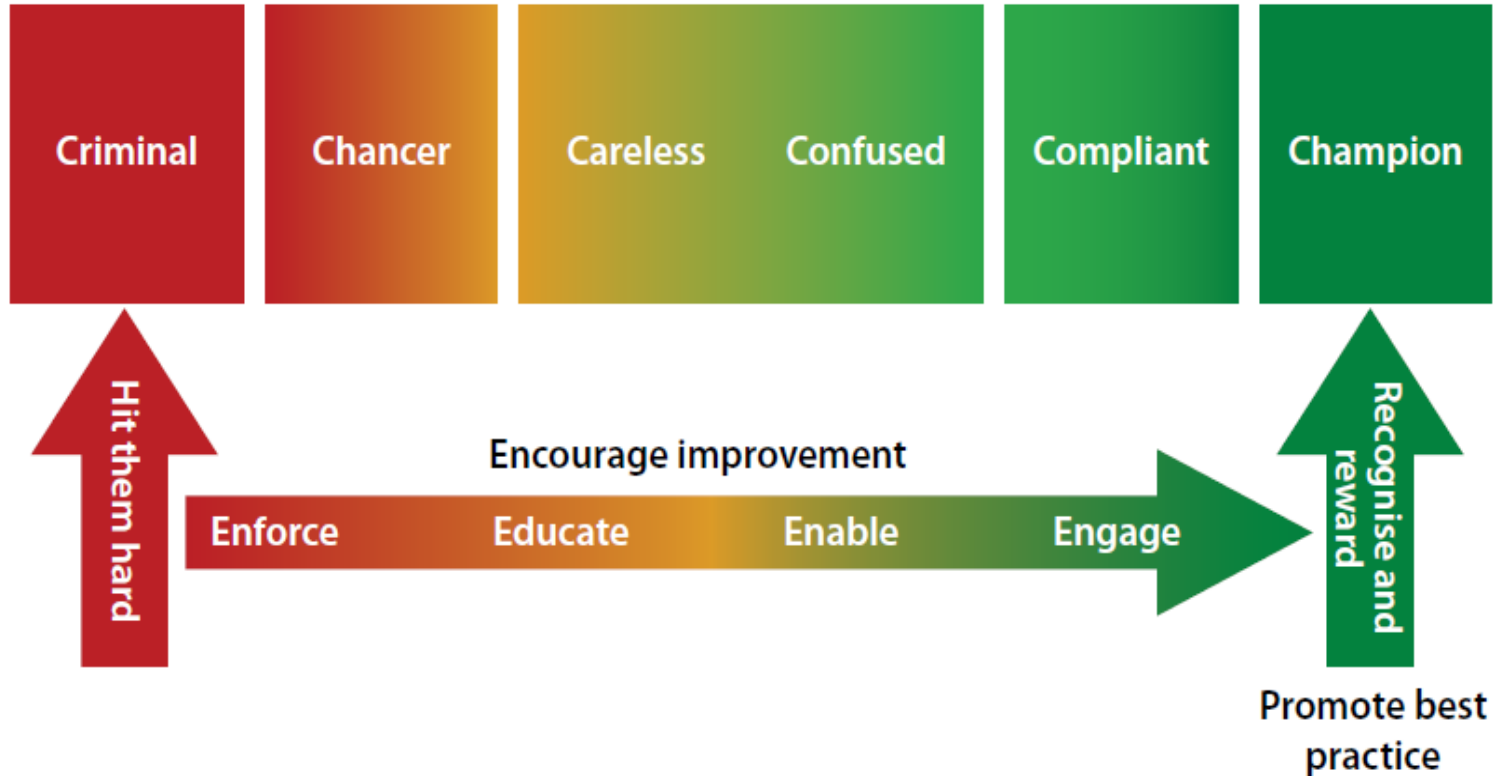 Criminal
Chancer
Careless
Confused
Compliant
Champion
Hit them hard
Encourage improvement
Enforce
Educate
Enable
Engage
Recognise and
reward
Promote best
practice